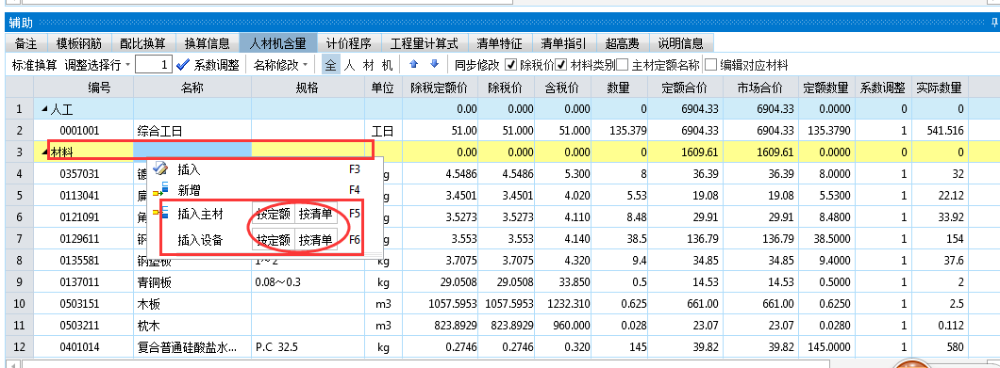 辅助
备注 模板钢筋 配比换算 换算信息 人材机含量 计价程序 工程量计算式 清单特征 清单指引 超高费 说明信息
标准换算 调整选择行 1 系数调整 名称修改 全 人 材 机 同步修改 除税价 材料类别 主材定额名称 编辑对应材料
编号 名称 规格 单位 除税定额价 除税价 含税价 数量 定额合价 市场合价 定额数量 系数调整 实际数量
1 人工 0.00 0.000 0.000 0 6904.33 6904.33 0.0000 0 0
2 0001001 综合工日 工日 51.00 51.000 51.000 135.379 6904.33 6904.33 135.3790 1 541.516
3 材料 0.00 0.000 0.000 0 1609.61 1609.61 0.0000 0 0
插入 F3
新增 F4
插入主材 按定额 按清单 F5
插入设备 按定额 按清单 F6
4 0357031 kg 4.5486 4.5486 5.300 8 36.39 36.39 8.0000 1 32
5 0113041 kg 3.4501 3.4501 4.020 5.53 19.08 19.08 5.5300 1 22.12
6 0121091 kg 3.5273 3.5273 4.110 8.48 29.91 29.91 8.4800 1 33.92
7 0129611 kg 3.553 3.553 4.140 38.5 136.79 136.79 38.5000 1 154
8 0135581 钢垫板 1～2 kg 3.7075 3.7075 4.320 9.4 34.85 34.85 9.4000 1 37.6
9 0137011 青铜板 0.08～0.3 kg 29.0508 29.0508 33.850 0.5 14.53 14.53 0.5000 1 2
10 0503151 木板 m3 1057.5953 1057.5953 1232.310 0.625 661.00 661.00 0.6250 1 2.5
11 0503211 枕木 m3 823.8929 823.8929 960.000 0.028 23.07 23.07 0.0280 1 0.112
12 0401014 复合普通硅酸盐水... P.C 32.5 kg 0.2746 0.2746 0.320 145 39.82 39.82 145.0000 1 580